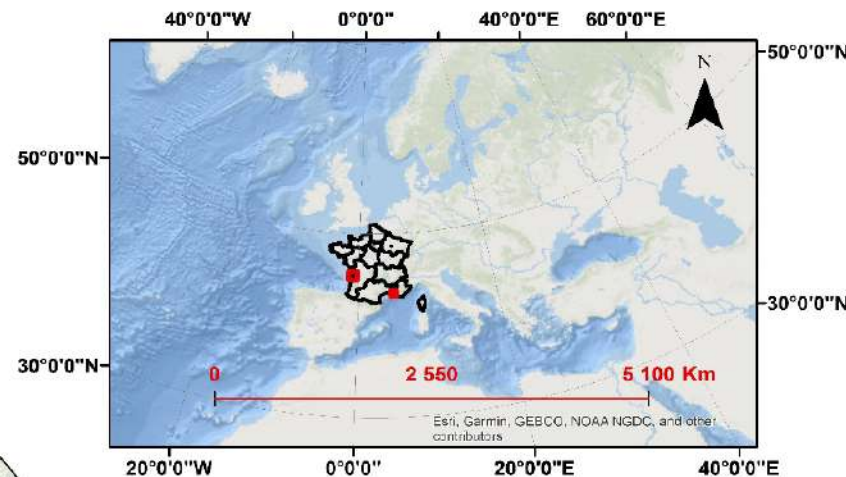 40°0'0"W 0°0'0" 40°0'0"E 60°0'0"E
50°0'0"N
N
50°0'0"N
30°0'0"N
30°0'0"N
0 2 550 5 100 Km
Esri, Garmin, GEBCO, NOAA NGDC, and other
contributors
20°0'0"W 0°0'0" 20°0'0"E 40°0'0"E